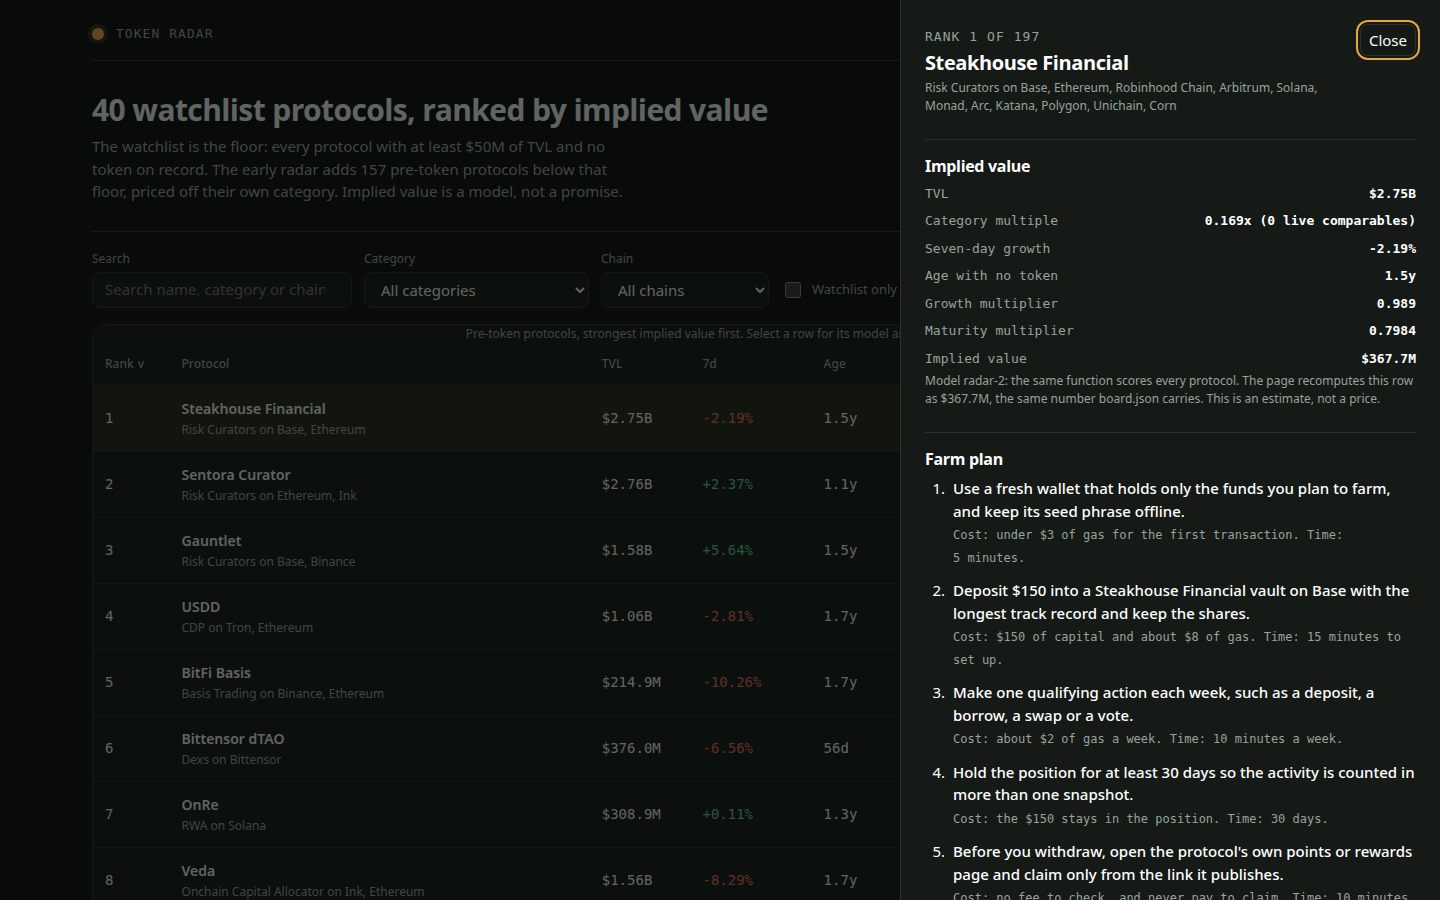 TOKEN RADAR
40 watchlist protocols, ranked by implied value
The watchlist is the floor: every protocol with at least $50M of TVL and no
token on record. The early radar adds 157 pre-token protocols below that
floor, priced off their own category. Implied value is a model, not a promise.
Search
Category
Chain
Search name, category or chain
All categories
All chains
Watchlist only
Pre-token protocols, strongest implied value first. Select a row for its model
Rank v
Protocol
TVL
7d
Age
1
Steakhouse Financial
Risk Curators on Base, Ethereum
$2.75B
-2.19%
1.5y
2
Sentora Curator
Risk Curators on Ethereum, Ink
$2.76B
+2.37%
1.1y
3
Gauntlet
Risk Curators on Base, Binance
$1.58B
+5.64%
1.5y
4
USDD
CDP on Tron, Ethereum
$1.06B
-2.81%
1.7y
5
BitFi Basis
Basis Trading on Binance, Ethereum
$214.9M
-10.26%
1.7y
6
Bittensor dTAO
Dexs on Bittensor
$376.0M
-6.56%
56d
7
OnRe
RWA on Solana
$308.9M
+0.11%
1.3y
8
Veda
Onchain Capital Allocator on Ink, Ethereum
$1.56B
-8.29%
1.7y
RANK 1 OF 197
Close
Steakhouse Financial
Risk Curators on Base, Ethereum, Robinhood Chain, Arbitrum, Solana,
Monad, Arc, Katana, Polygon, Unichain, Corn
Implied value
TVL $2.75B
Category multiple 0.169x (0 live comparables)
Seven-day growth -2.19%
Age with no token 1.5y
Growth multiplier 0.989
Maturity multiplier 0.7984
Implied value $367.7M
Model radar-2: the same function scores every protocol. The page recomputes this row
as $367.7M, the same number board.json carries. This is an estimate, not a price.
Farm plan
1. Use a fresh wallet that holds only the funds you plan to farm,
and keep its seed phrase offline.
Cost: under $3 of gas for the first transaction. Time:
5 minutes.
2. Deposit $150 into a Steakhouse Financial vault on Base with the
longest track record and keep the shares.
Cost: $150 of capital and about $8 of gas. Time: 15 minutes to
set up.
3. Make one qualifying action each week, such as a deposit, a
borrow, a swap or a vote.
Cost: about $2 of gas a week. Time: 10 minutes a week.
4. Hold the position for at least 30 days so the activity is counted in
more than one snapshot.
Cost: the $150 stays in the position. Time: 30 days.
5. Before you withdraw, open the protocol's own points or rewards
page and claim only from the link it publishes.
Cost: no fee to check, and never pay to claim. Time: 10 minutes